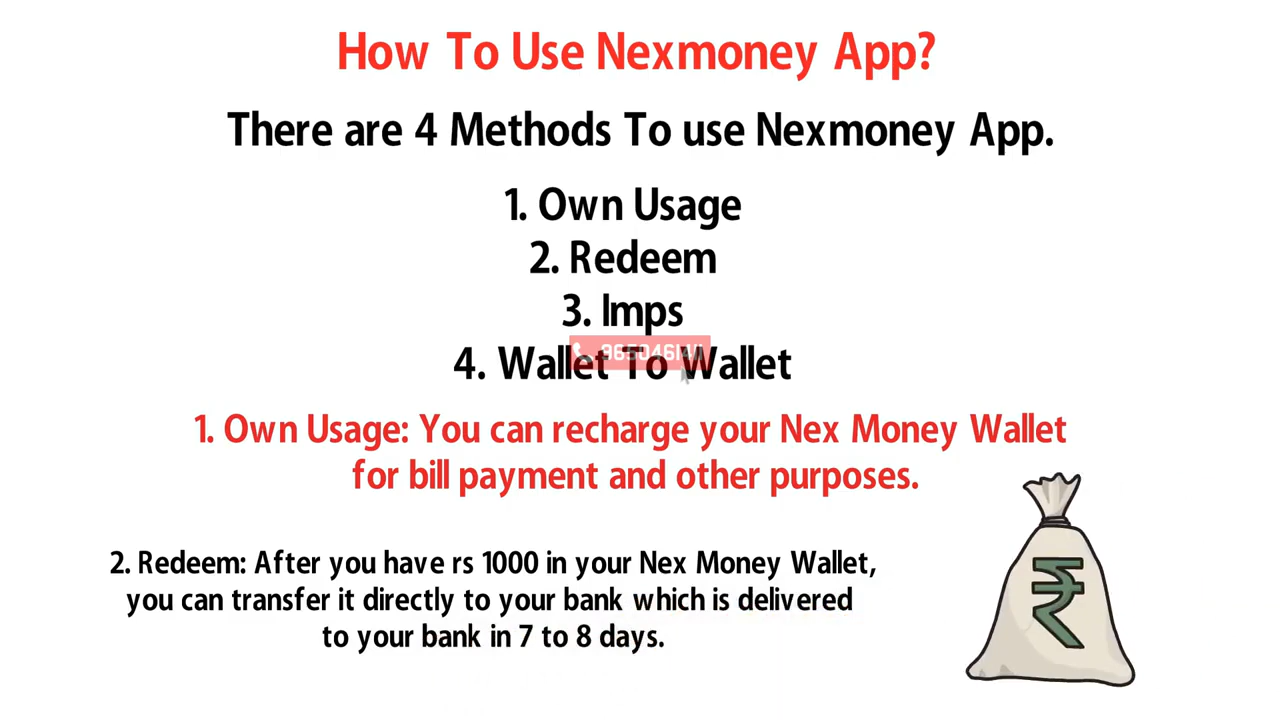 How To Use Nexmoney App?
There are 4 Methods To use Nexmoney App.
1. Own Usage
2. Redeem
3. Imps
4. Wallet To Wallet
1. Own Usage: You can recharge your Nex Money Wallet
for bill payment and other purposes.
2. Redeem: After you have rs 1000 in your Nex Money Wallet,
you can transfer it directly to your bank which is delivered
to your bank in 7 to 8 days.
₹